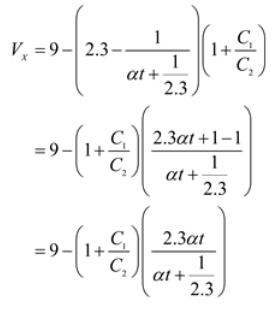 V_x = 9 − (2.3 − 1/(αt + 1/2.3))(1 + C_1/C_2)
= 9 − (1 + C_1/C_2)((2.3αt + 1 − 1)/(αt + 1/2.3))
= 9 − (1 + C_1/C_2)(2.3αt/(αt + 1/2.3))